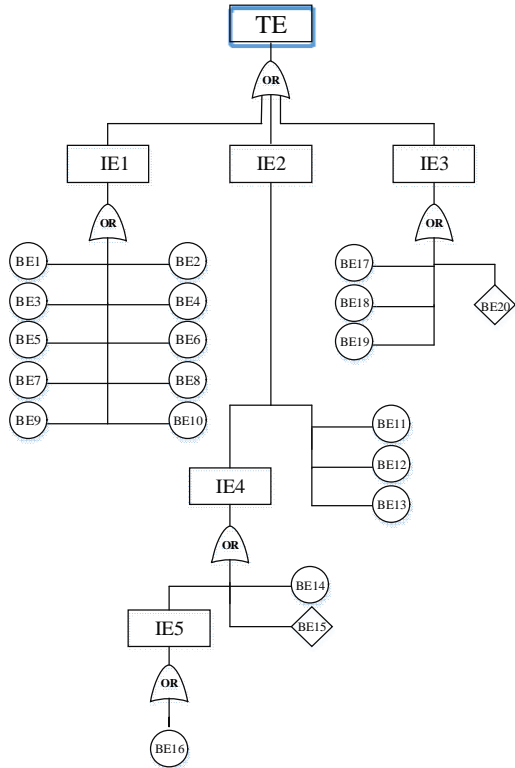 TE
OR
IE1
IE2
IE3
OR
OR
BE1
BE2
BE17
BE3
BE4
BE18
BE20
BE5
BE6
BE19
BE7
BE8
BE9
BE10
BE11
BE12
IE4
BE13
OR
BE14
IE5
BE15
OR
BE16